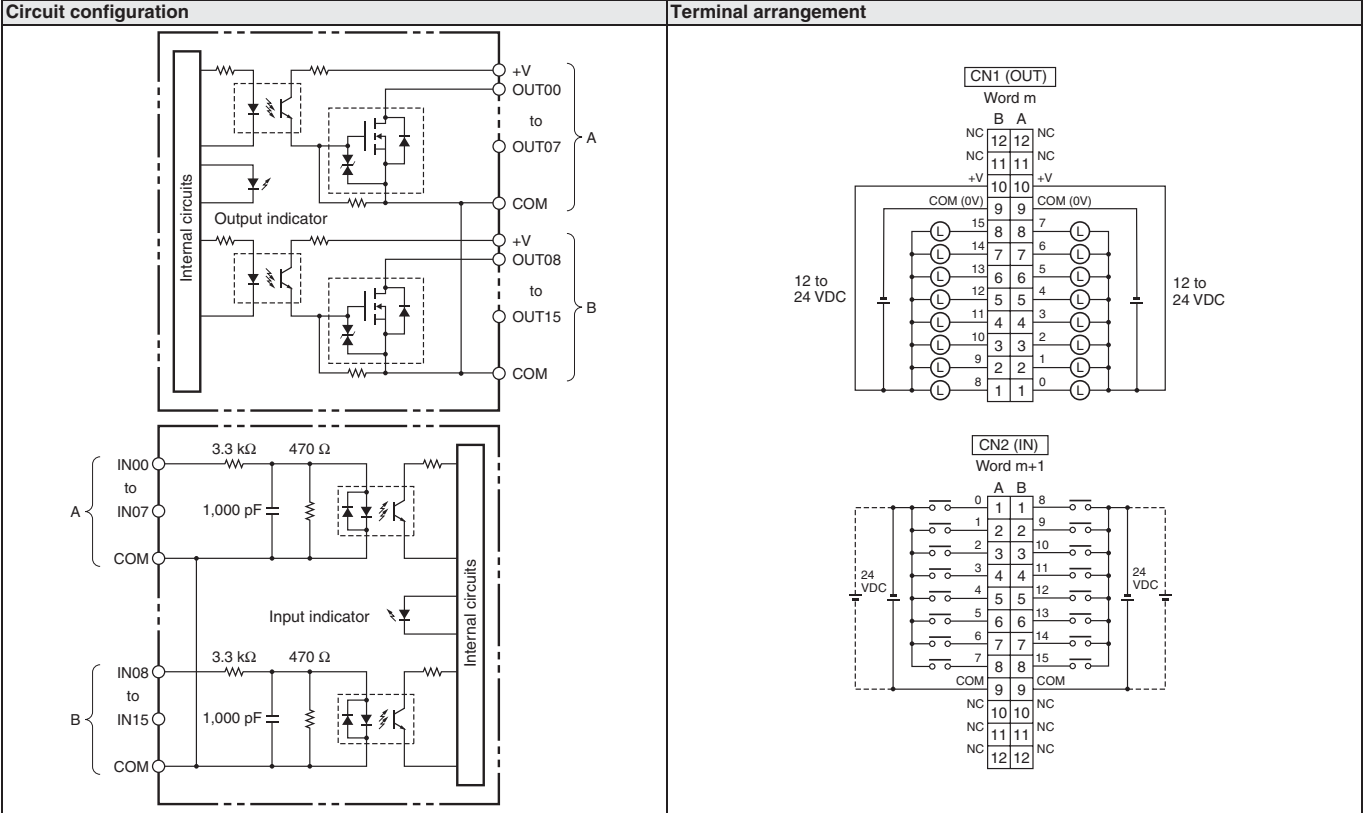 Circuit configuration
Terminal arrangement
Internal circuits
+V
OUT00
to
OUT07
A
COM
Output indicator
+V
OUT08
to
OUT15
B
COM
3.3 kΩ 470 Ω
IN00
to
A
IN07
1,000 pF
COM
Input indicator
Internal circuits
3.3 kΩ 470 Ω
IN08
to
B
IN15
1,000 pF
COM
CN1 (OUT)
Word m
B A
NC 12 12 NC
NC 11 11 NC
+V 10 10 +V
COM (0V) 9 9 COM (0V)
L 15 8 8 7 L
L 14 7 7 6 L
L 13 6 6 5 L
12 to
24 VDC
L 12 5 5 4 L
12 to
24 VDC
L 11 4 4 3 L
L 10 3 3 2 L
L 9 2 2 1 L
L 8 1 1 0 L
CN2 (IN)
Word m+1
A B
0 1 1 8
1 2 2 9
2 3 3 10
3 4 4 11
24
VDC
24
VDC
4 5 5 12
5 6 6 13
6 7 7 14
7 8 8 15
COM 9 9 COM
NC 10 10 NC
NC 11 11 NC
NC 12 12 NC